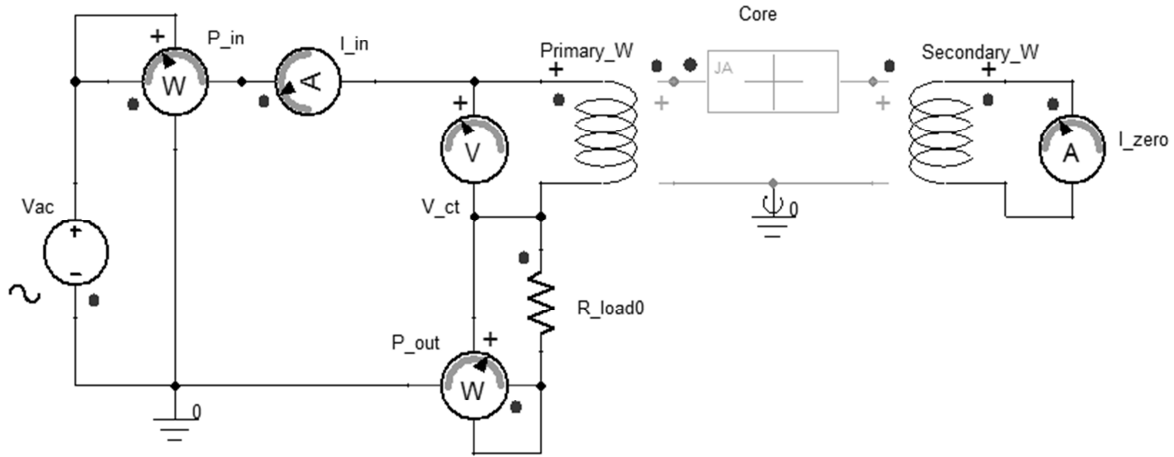 Core
P_in
I_in
Primary_W
Secondary_W
+
+
+
JA
W
A
+
+
+
V
A
I_zero
Vac
V_ct
0
+
-
R_load0
P_out
+
W
0